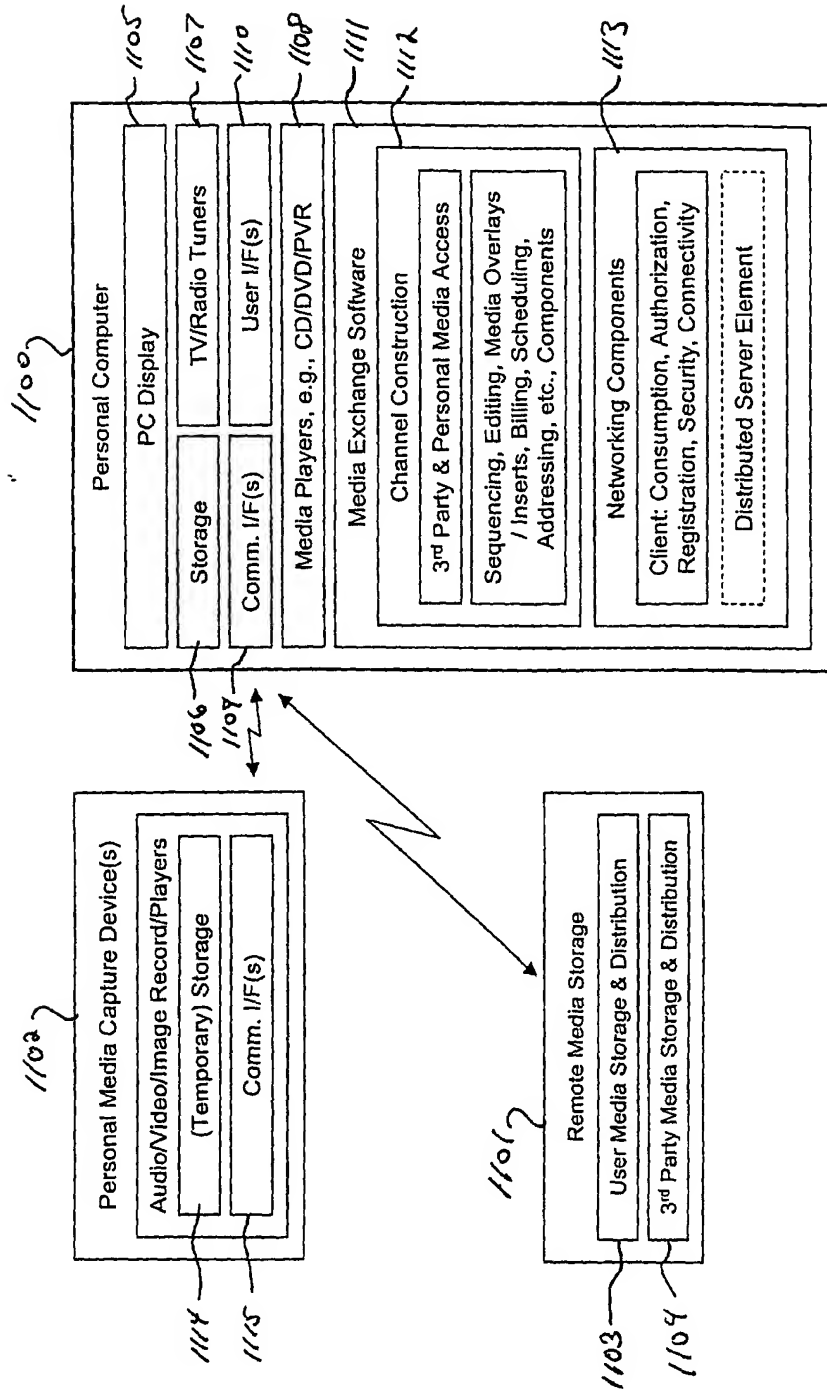 1102
Personal Media Capture Device(s)
Audio/Video/Image Record/Players
(Temporary) Storage
Comm. I/F(s)
1114
1115
1101
Remote Media Storage
User Media Storage & Distribution
3rd Party Media Storage & Distribution
1103
1104
1100
Personal Computer
PC Display
1105
Storage
TV/Radio Tuners
1106
1107
Comm. I/F(s)
User I/F(s)
1109
1110
Media Players, e.g., CD/DVD/PVR
1108
Media Exchange Software
1111
Channel Construction
1112
3rd Party & Personal Media Access
Sequencing, Editing, Media Overlays
/ Inserts, Billing, Scheduling,
Addressing, etc., Components
Networking Components
1113
Client: Consumption, Authorization,
Registration, Security, Connectivity
Distributed Server Element